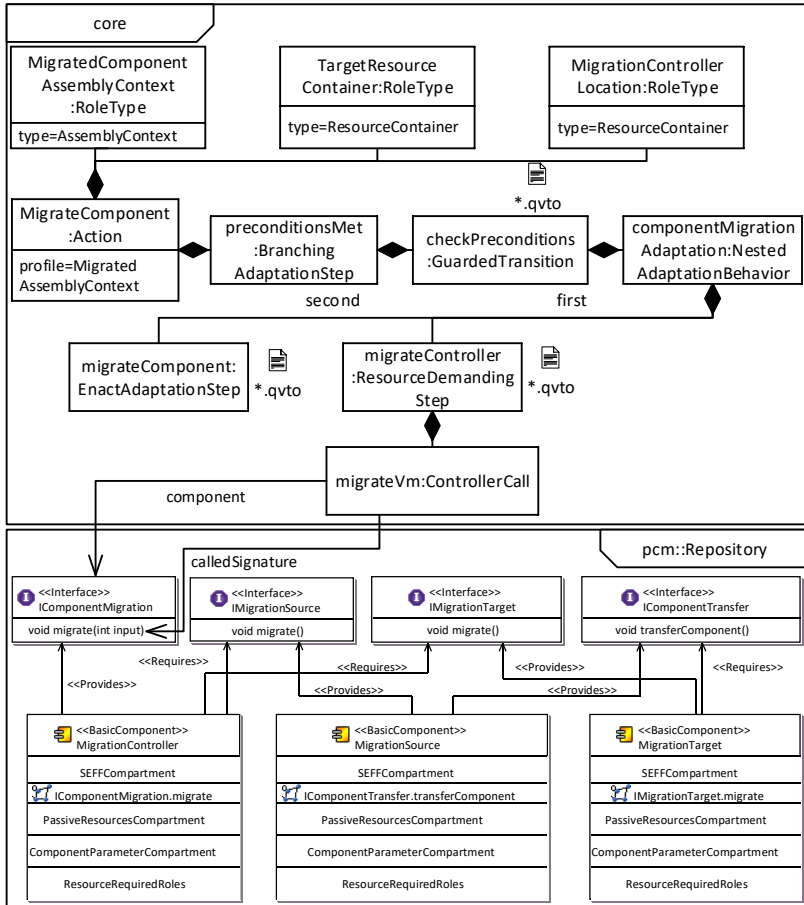 core
MigratedComponent
AssemblyContext
:RoleType
type=AssemblyContext
TargetResource
Container:RoleType
type=ResourceContainer
MigrationController
Location:RoleType
type=ResourceContainer
*.qvto
MigrateComponent
:Action
profile=Migrated
AssemblyContext
preconditionsMet
:Branching
AdaptationStep
checkPreconditions
:GuardedTransition
componentMigration
Adaptation:Nested
AdaptationBehavior
second
first
migrateComponent:
EnactAdaptationStep
*.qvto
migrateController
:ResourceDemanding
Step
*.qvto
migrateVm:ControllerCall
component
calledSignature
pcm::Repository
I
<<Interface>>
IComponentMigration
void migrate(int input)
I
<<Interface>>
IMigrationSource
void migrate()
I
<<Interface>>
IMigrationTarget
void migrate()
I
<<Interface>>
IComponentTransfer
void transferComponent()
<<Requires>>
<<Requires>>
<<Requires>>
<<Provides>>
<<Provides>>
<<Provides>>
<<BasicComponent>>
MigrationController
SEFFCompartment
IComponentMigration.migrate
PassiveResourcesCompartment
ComponentParameterCompartment
ResourceRequiredRoles
<<BasicComponent>>
MigrationSource
SEFFCompartment
IComponentTransfer.transferComponent
PassiveResourcesCompartment
ComponentParameterCompartment
ResourceRequiredRoles
<<BasicComponent>>
MigrationTarget
SEFFCompartment
IMigrationTarget.migrate
PassiveResourcesCompartment
ComponentParameterCompartment
ResourceRequiredRoles